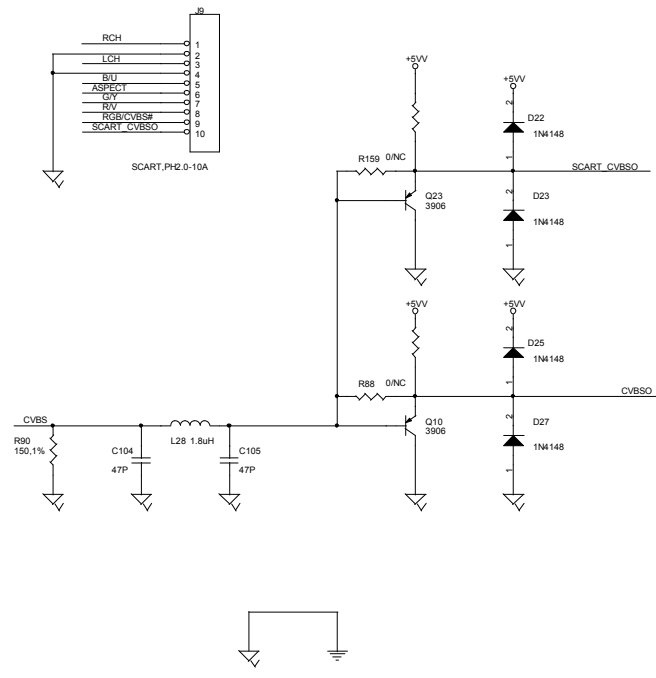 J9
RCH
1
2
LCH
3
4
B/U
5
ASPECT
6
G/Y
7
R/V
8
RGB/CVBS#
9
SCART_CVBSO
10
SCART,PH2.0-10A
+5VV
+5VV
2
D22
1N4148
1
R159 0/NC
SCART_CVBSO
Q23
3906
2
D23
1N4148
1
+5VV
+5VV
2
D25
1N4148
1
R88 0/NC
CVBSO
Q10
3906
2
D27
1N4148
1
CVBS
R90
150,1%
C104
47P
L28 1.8uH
C105
47P